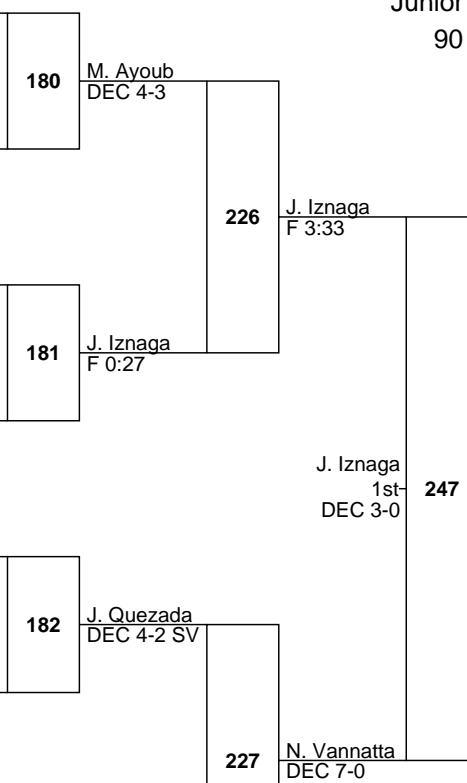 Junior
90
180
M. Ayoub
DEC 4-3
226
J. Iznaga
F 3:33
181
J. Iznaga
F 0:27
J. Iznaga
1st
DEC 3-0
247
182
J. Quezada
DEC 4-2 SV
227
N. Vannatta
DEC 7-0